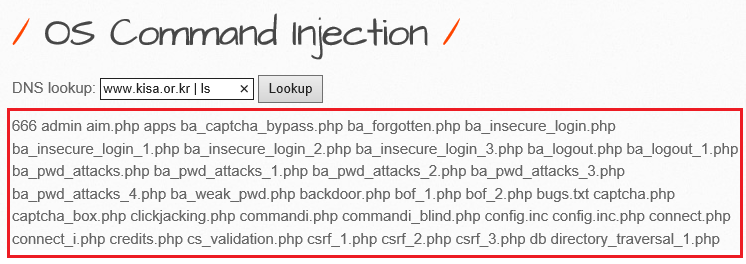 / OS Command Injection /
DNS lookup: www.kisa.or.kr | ls × Lookup
666 admin aim.php apps ba_captcha_bypass.php ba_forgotten.php ba_insecure_login.php
ba_insecure_login_1.php ba_insecure_login_2.php ba_insecure_login_3.php ba_logout.php ba_logout_1.php
ba_pwd_attacks.php ba_pwd_attacks_1.php ba_pwd_attacks_2.php ba_pwd_attacks_3.php
ba_pwd_attacks_4.php ba_weak_pwd.php backdoor.php bof_1.php bof_2.php bugs.txt captcha.php
captcha_box.php clickjacking.php commandi.php commandi_blind.php config.inc config.inc.php connect.php
connect_i.php credits.php cs_validation.php csrf_1.php csrf_2.php csrf_3.php db directory_traversal_1.php